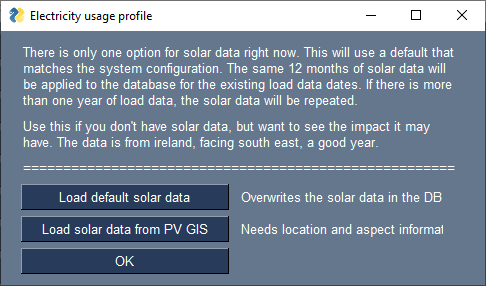 Electricity usage profile
There is only one option for solar data right now. This will use a default that
matches the system configuration. The same 12 months of solar data will
be applied to the database for the existing load data dates. If there is more
than one year of load data, the solar data will be repeated.
Use this if you don't have solar data, but want to see the impact it may
have. The data is from ireland, facing south east, a good year.
======================================================
Load default solar data Overwrites the solar data in the DB
Load solar data from PV GIS Needs location and aspect informat
OK